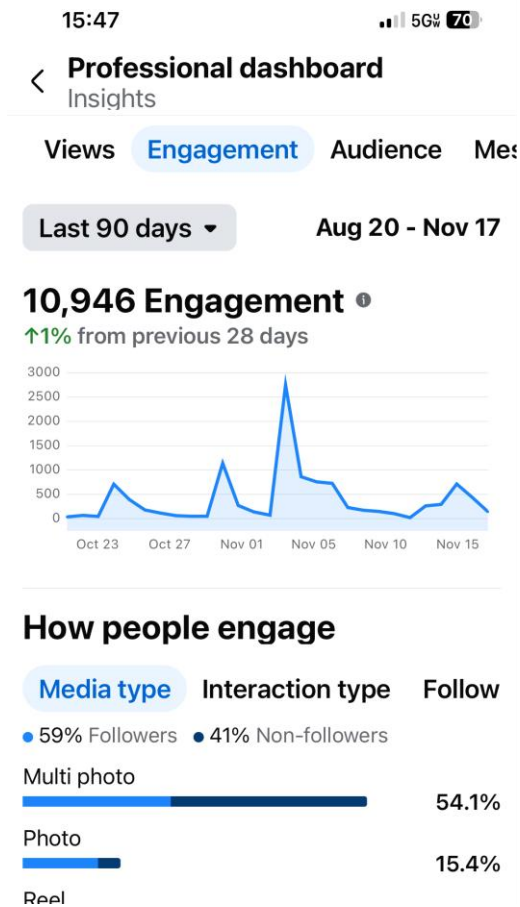 15:47 5GUW 70
Professional dashboard
Insights
Views Engagement Audience Mes
Last 90 days Aug 20 - Nov 17
10,946 Engagement
↑1% from previous 28 days
3000
2500
2000
1500
1000
500
0
Oct 23 Oct 27 Nov 01 Nov 05 Nov 10 Nov 15
How people engage
Media type Interaction type Follow
59% Followers 41% Non-followers
Multi photo
54.1%
Photo
15.4%
Reel